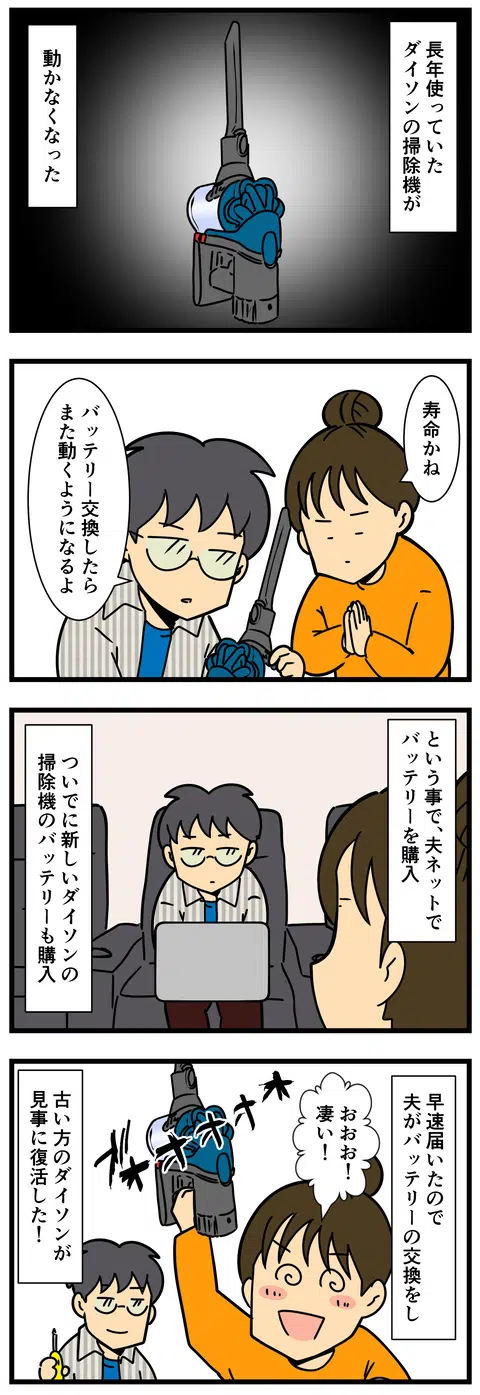 長年使っていた
ダイソンの掃除機が
動かなくなった
寿命かね
バッテリー交換したら
また動くようになるよ
という事で、夫ネットで
バッテリーを購入
ついでに新しいダイソンの
掃除機のバッテリーも購入
早速届いたので
夫がバッテリーの交換をし
おおお!
凄い!
ガオオオオオ
古い方のダイソンが
見事に復活した!